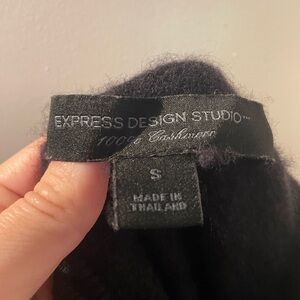 EXPRESS DESIGN STUDIO™
100% Cashmere
S
MADE IN
THAILAND